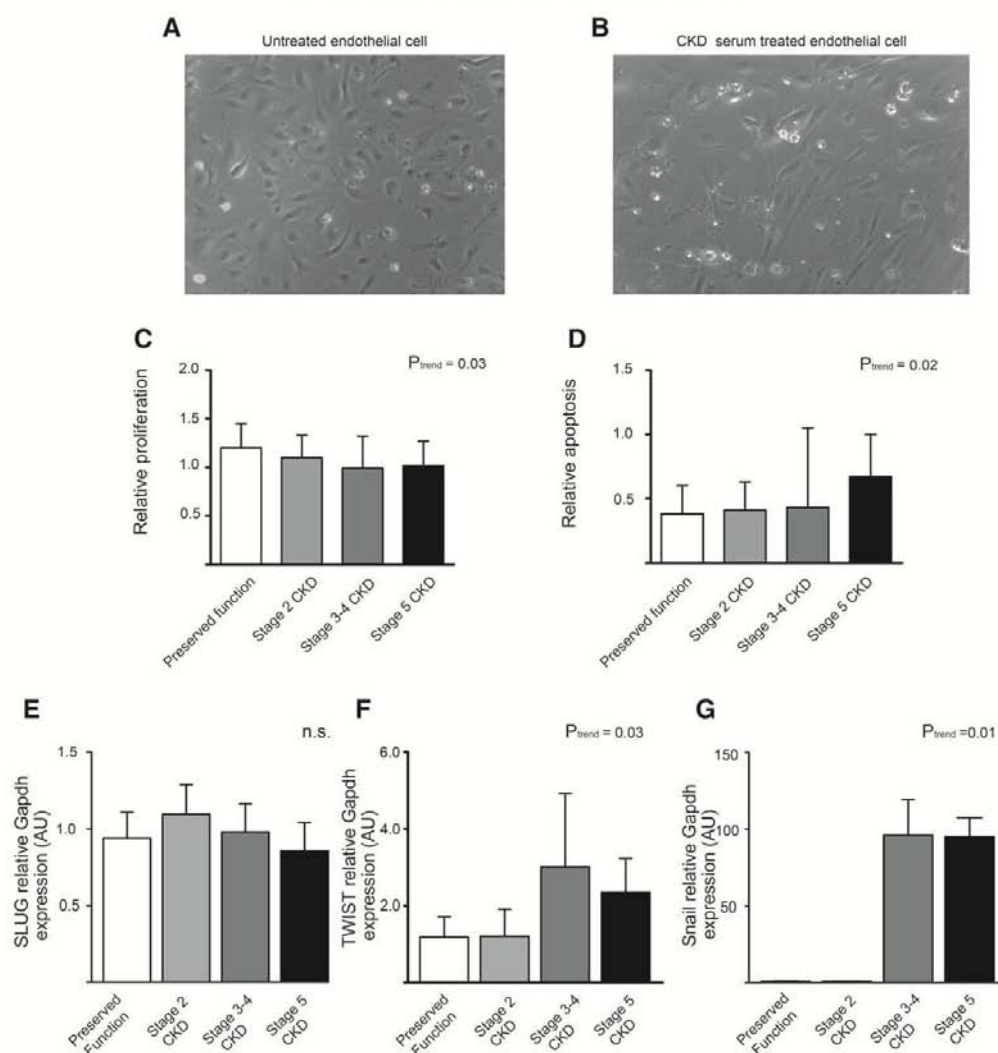 A
Untreated endothelial cell
B
CKD serum treated endothelial cell
C
Ptrend = 0.03
Relative proliferation
2.0
1.5
1.0
0.5
Preserved function
Stage 2 CKD
Stage 3-4 CKD
Stage 5 CKD
D
Ptrend = 0.02
Relative apoptosis
1.5
1.0
0.5
Preserved function
Stage 2 CKD
Stage 3-4 CKD
Stage 5 CKD
E
n.s.
SLUG relative Gapdh
expression (AU)
1.5
1.0
0.5
Preserved
Function
Stage 2
CKD
Stage 3-4
CKD
Stage 5
CKD
F
Ptrend = 0.03
TWIST relative Gapdh
expression (AU)
6.0
4.0
2.0
Preserved
Function
Stage 2
CKD
Stage 3-4
CKD
Stage 5
CKD
G
Ptrend =0.01
Snail relative Gapdh
expression (AU)
150
100
50
Preserved
Function
Stage 2
CKD
Stage 3-4
CKD
Stage 5
CKD